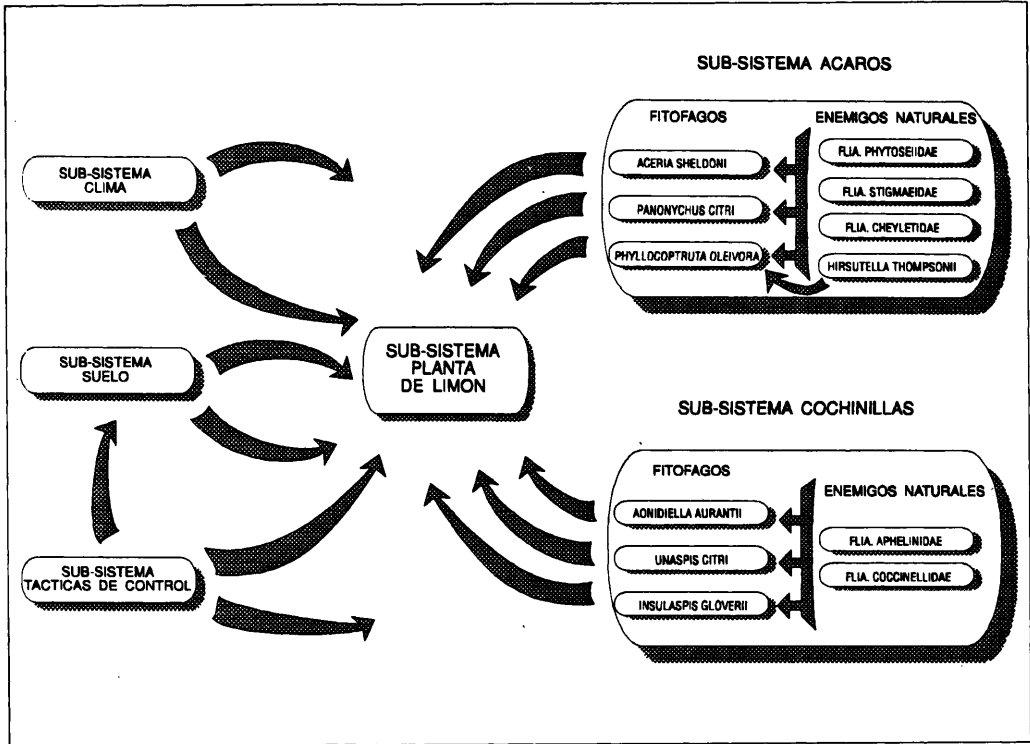 SUB-SISTEMA
CLIMA
SUB-SISTEMA
SUELO
SUB-SISTEMA
TACTICAS DE CONTROL
SUB-SISTEMA
PLANTA
DE LIMON
SUB-SISTEMA ACAROS
FITOFAGOS
ACERIA SHELDONI
PANONYCHUS CITRI
PHYLLOCOPTRUTA OLEIVORA
ENEMIGOS NATURALES
FLIA. PHYTOSEIIDAE
FLIA. STIGMAEIDAE
FLIA. CHEYLETIDAE
HIRSUTELLA THOMPSONII
SUB-SISTEMA COCHINILLAS
FITOFAGOS
AONIDIELLA AURANTII
UNASPIS CITRI
INSULASPIS GLOVERII
ENEMIGOS NATURALES
FLIA. APHELINIDAE
FLIA. COCCINELLIDAE